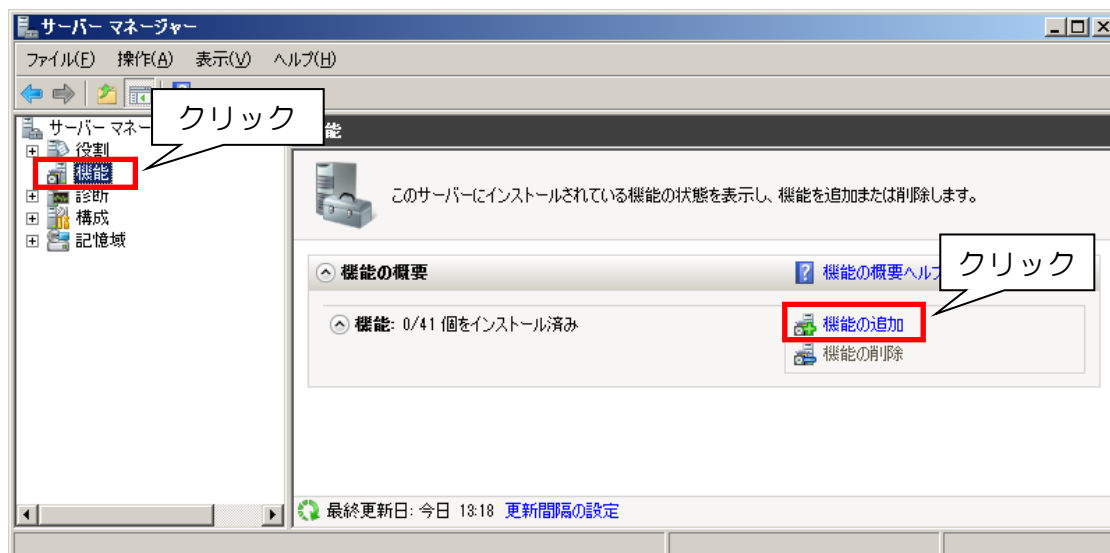 サーバー マネージャー
ファイル(F) 操作(A) 表示(V) ヘルプ(H)
クリック
サーバー マネー
能
役割
機能
診断
構成
記憶域
このサーバーにインストールされている機能の状態を表示し、機能を追加または削除します。
クリック
機能の概要
機能の概要ヘルプ
機能: 0/41 個をインストール済み
機能の追加
機能の削除
最終更新日: 今日 13:18 更新間隔の設定